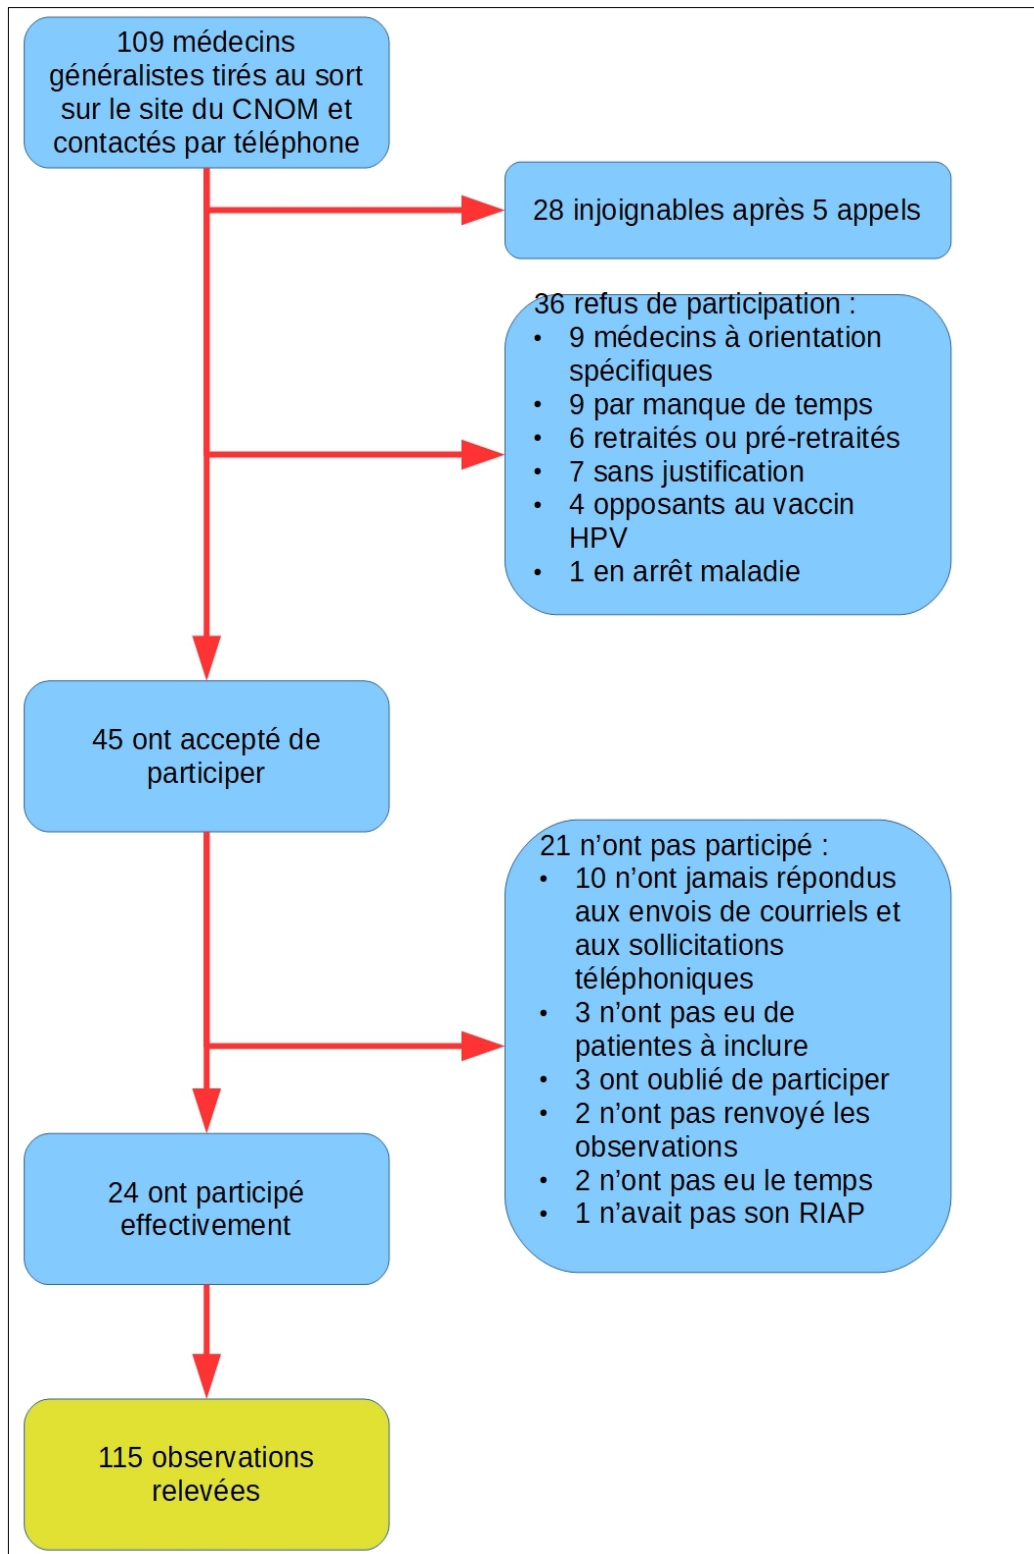 109 médecins
généralistes tirés au sort
sur le site du CNOM et
contactés par téléphone
28 injoignables après 5 appels
36 refus de participation :
• 9 médecins à orientation
spécifiques
• 9 par manque de temps
• 6 retraités ou pré-retraités
• 7 sans justification
• 4 opposants au vaccin
HPV
• 1 en arrêt maladie
45 ont accepté de
participer
21 n’ont pas participé :
• 10 n’ont jamais répondus
aux envois de courriels et
aux sollicitations
téléphoniques
• 3 n’ont pas eu de
patientes à inclure
• 3 ont oublié de participer
• 2 n’ont pas renvoyé les
observations
• 2 n’ont pas eu le temps
• 1 n’avait pas son RIAP
24 ont participé
effectivement
115 observations
relevées